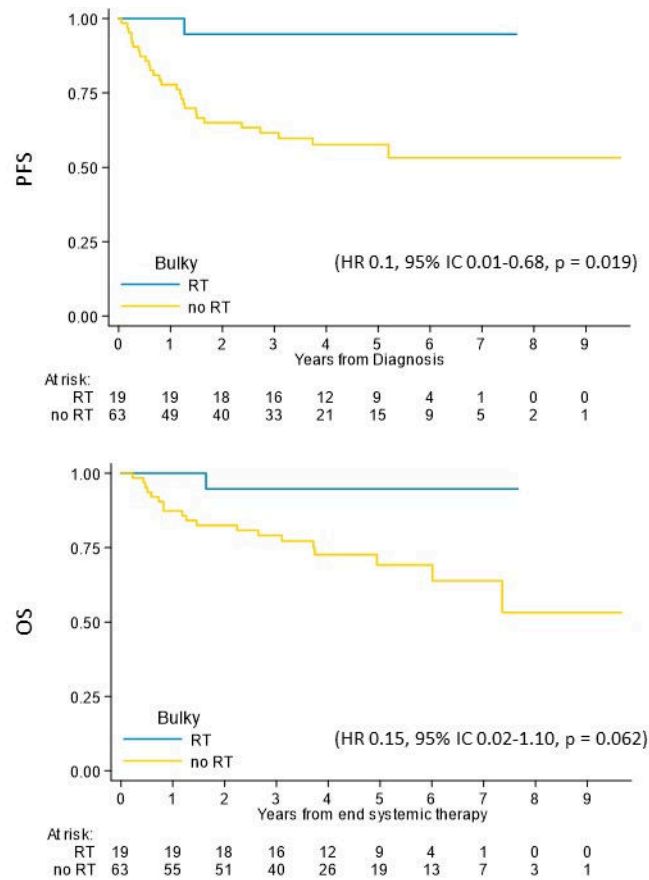 1.00
0.75
PFS
0.50
0.25
Bulky
(HR 0.1, 95% IC 0.01-0.68, p = 0.019)
RT
no RT
0.00
0 1 2 3 4 5 6 7 8 9
Years from Diagnosis
At risk:
RT 19 19 18 16 12 9 4 1 0 0
no RT 63 49 40 33 21 15 9 5 2 1
1.00
0.75
OS
0.50
0.25
Bulky
(HR 0.15, 95% IC 0.02-1.10, p = 0.062)
RT
no RT
0.00
0 1 2 3 4 5 6 7 8 9
Years from end systemic therapy
At risk:
RT 19 19 18 16 12 9 4 1 0 0
no RT 63 55 51 40 26 19 13 7 3 1